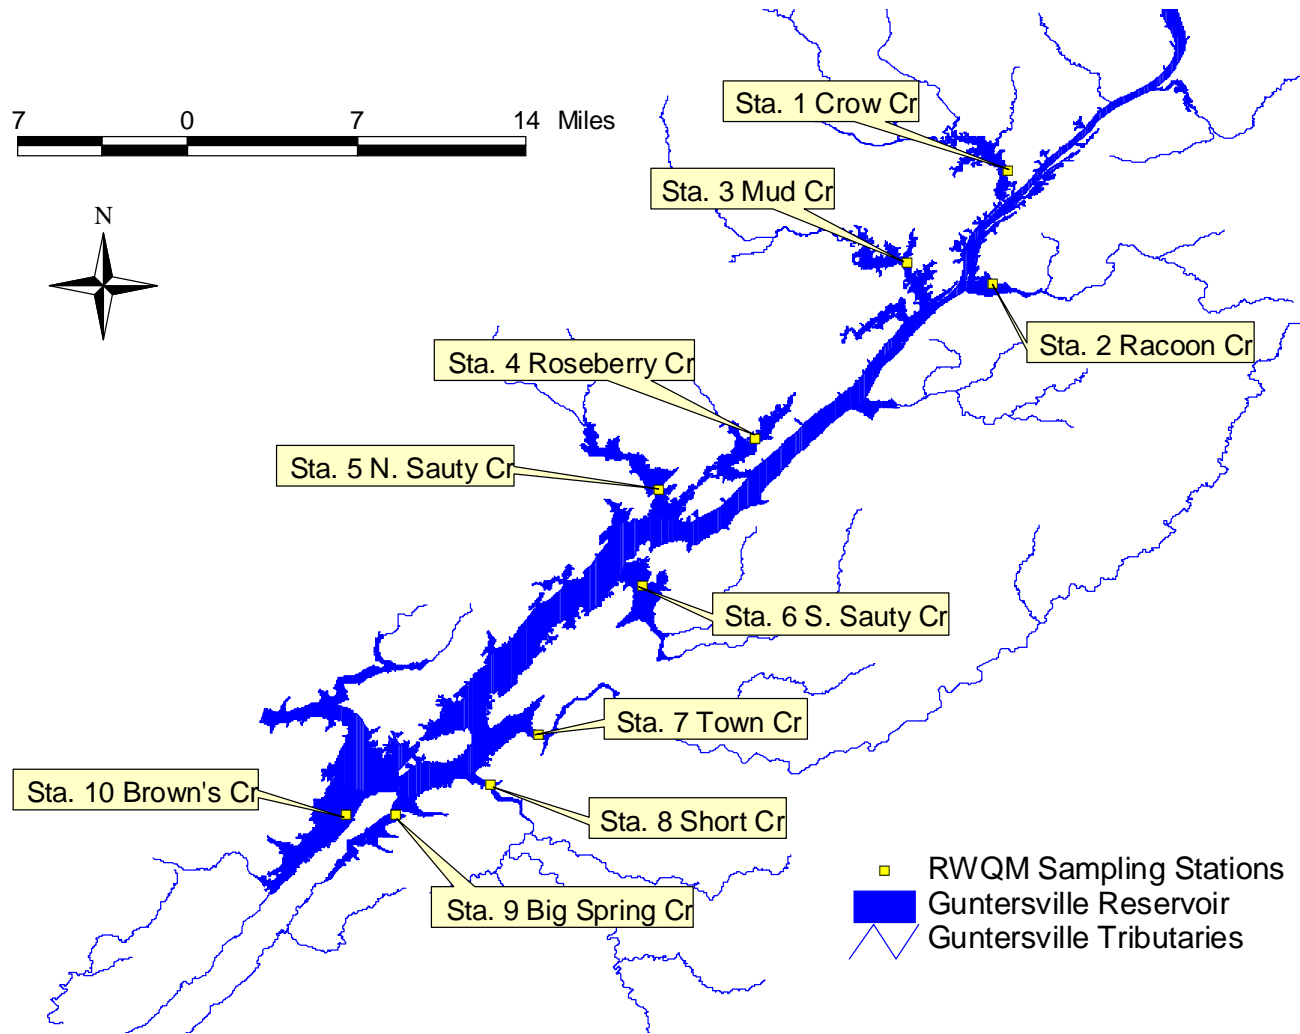 7 0 7 14 Miles
N
Sta. 1 Crow Cr
Sta. 3 Mud Cr
Sta. 2 Racoon Cr
Sta. 4 Roseberry Cr
Sta. 5 N. Sauty Cr
Sta. 6 S. Sauty Cr
Sta. 7 Town Cr
Sta. 10 Brown's Cr
Sta. 8 Short Cr
Sta. 9 Big Spring Cr
RWQM Sampling Stations
Guntersville Reservoir
Guntersville Tributaries